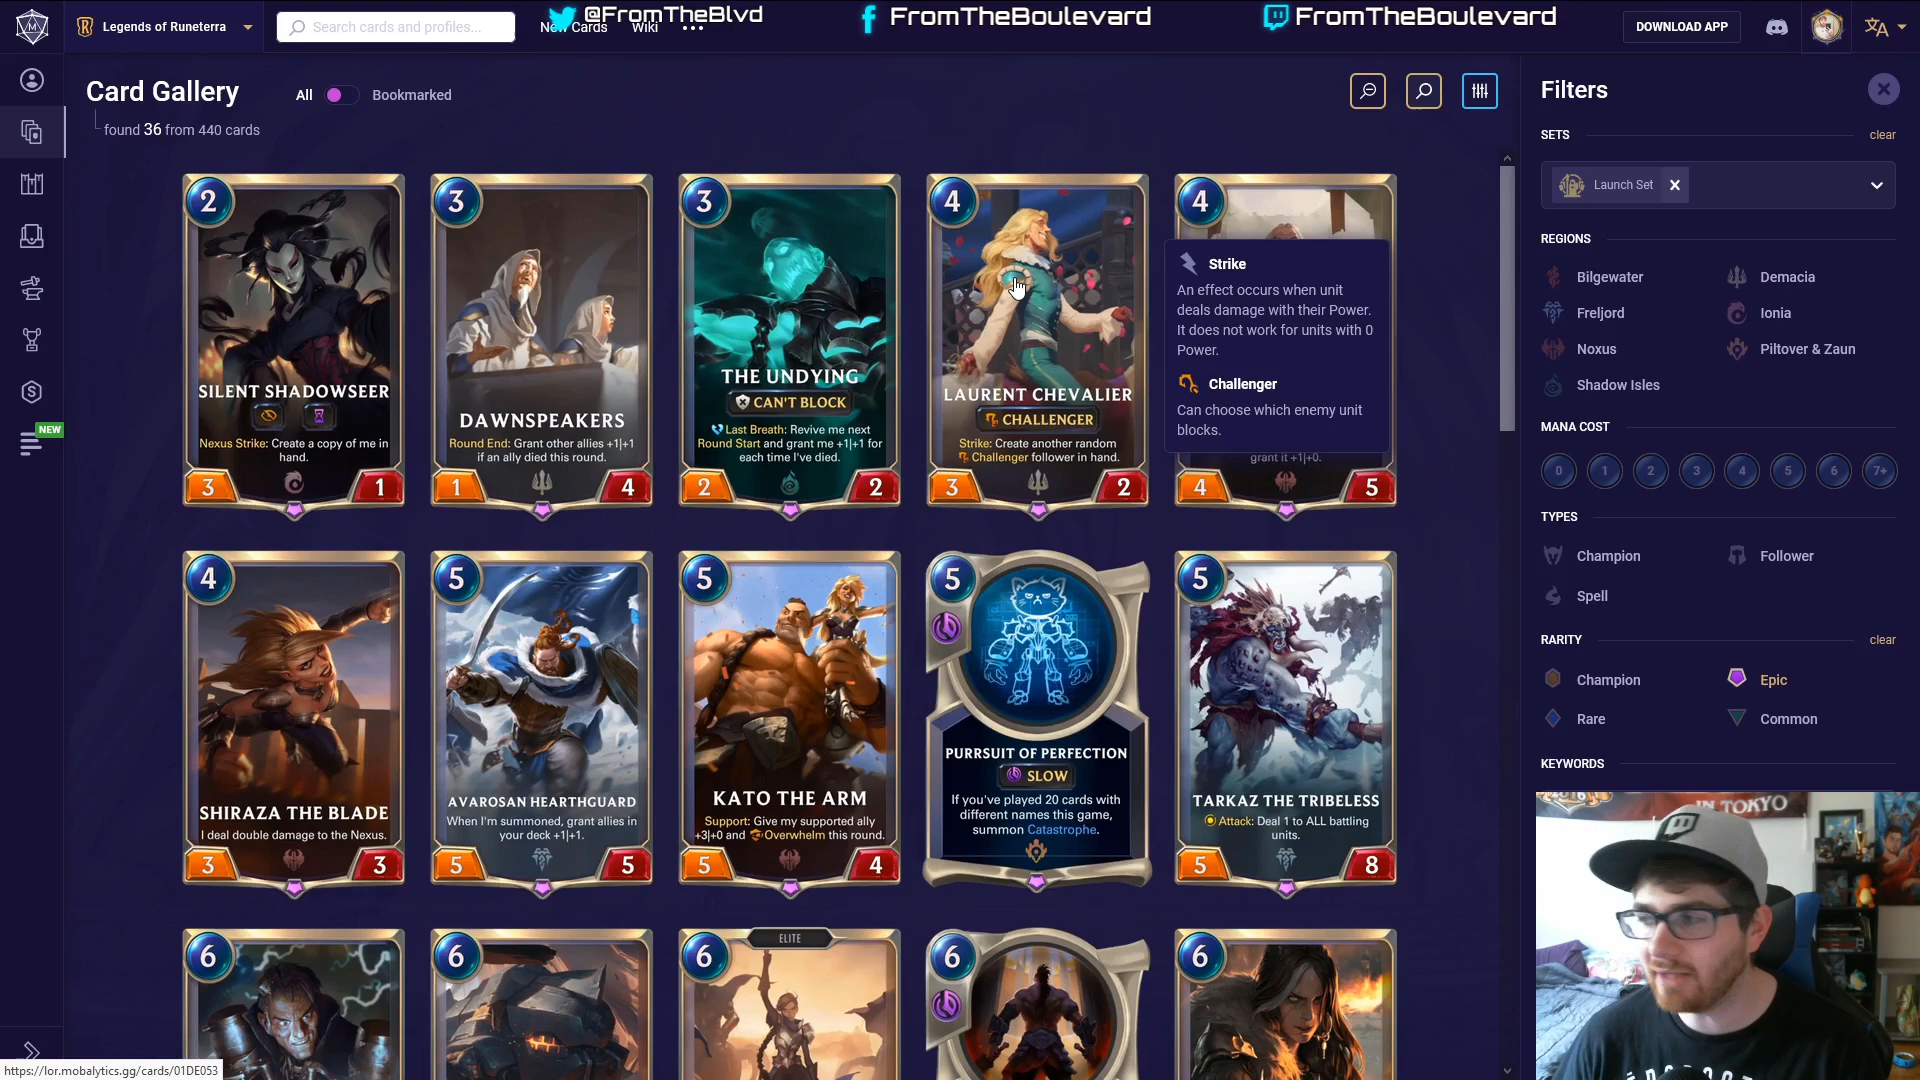 Legends of Runeterra
Search cards and profiles...
New Cards
Wiki
@FromTheBlvd
FromTheBoulevard
FromTheBoulevard
DOWNLOAD APP
Card Gallery
All
Bookmarked
found 36 from 440 cards
NEW
2
SILENT SHADOWSEER
Nexus Strike: Create a copy of me in
hand.
3
1
3
DAWNSPEAKERS
Round End: Grant other allies +1|+1
if an ally died this round.
1
4
3
THE UNDYING
CAN'T BLOCK
Last Breath: Revive me next
Round Start and grant me +1|+1 for
each time I've died.
2
2
4
LAURENT CHEVALIER
CHALLENGER
Strike: Create another random
Challenger follower in hand.
3
2
4
Strike
An effect occurs when unit
deals damage with their Power.
It does not work for units with 0
Power.
Challenger
Can choose which enemy unit
blocks.
grant it +1|+0.
4
5
4
SHIRAZA THE BLADE
I deal double damage to the Nexus.
3
3
5
AVAROSAN HEARTHGUARD
When I'm summoned, grant allies in
your deck +1|+1.
5
5
5
KATO THE ARM
Support: Give my supported ally
+3|+0 and Overwhelm this round.
5
4
5
PURRSUIT OF PERFECTION
SLOW
If you've played 20 cards with
different names this game,
summon Catastrophe.
5
TARKAZ THE TRIBELESS
Attack: Deal 1 to ALL battling
units.
5
8
6
6
ELITE
6
6
6
Filters
SETS
clear
Launch Set
REGIONS
Bilgewater
Demacia
Freljord
Ionia
Noxus
Piltover & Zaun
Shadow Isles
MANA COST
0 1 2 3 4 5 6 7+
TYPES
Champion
Follower
Spell
RARITY
clear
Champion
Epic
Rare
Common
KEYWORDS
IN TOKYO
https://lor.mobalytics.gg/cards/01DE053